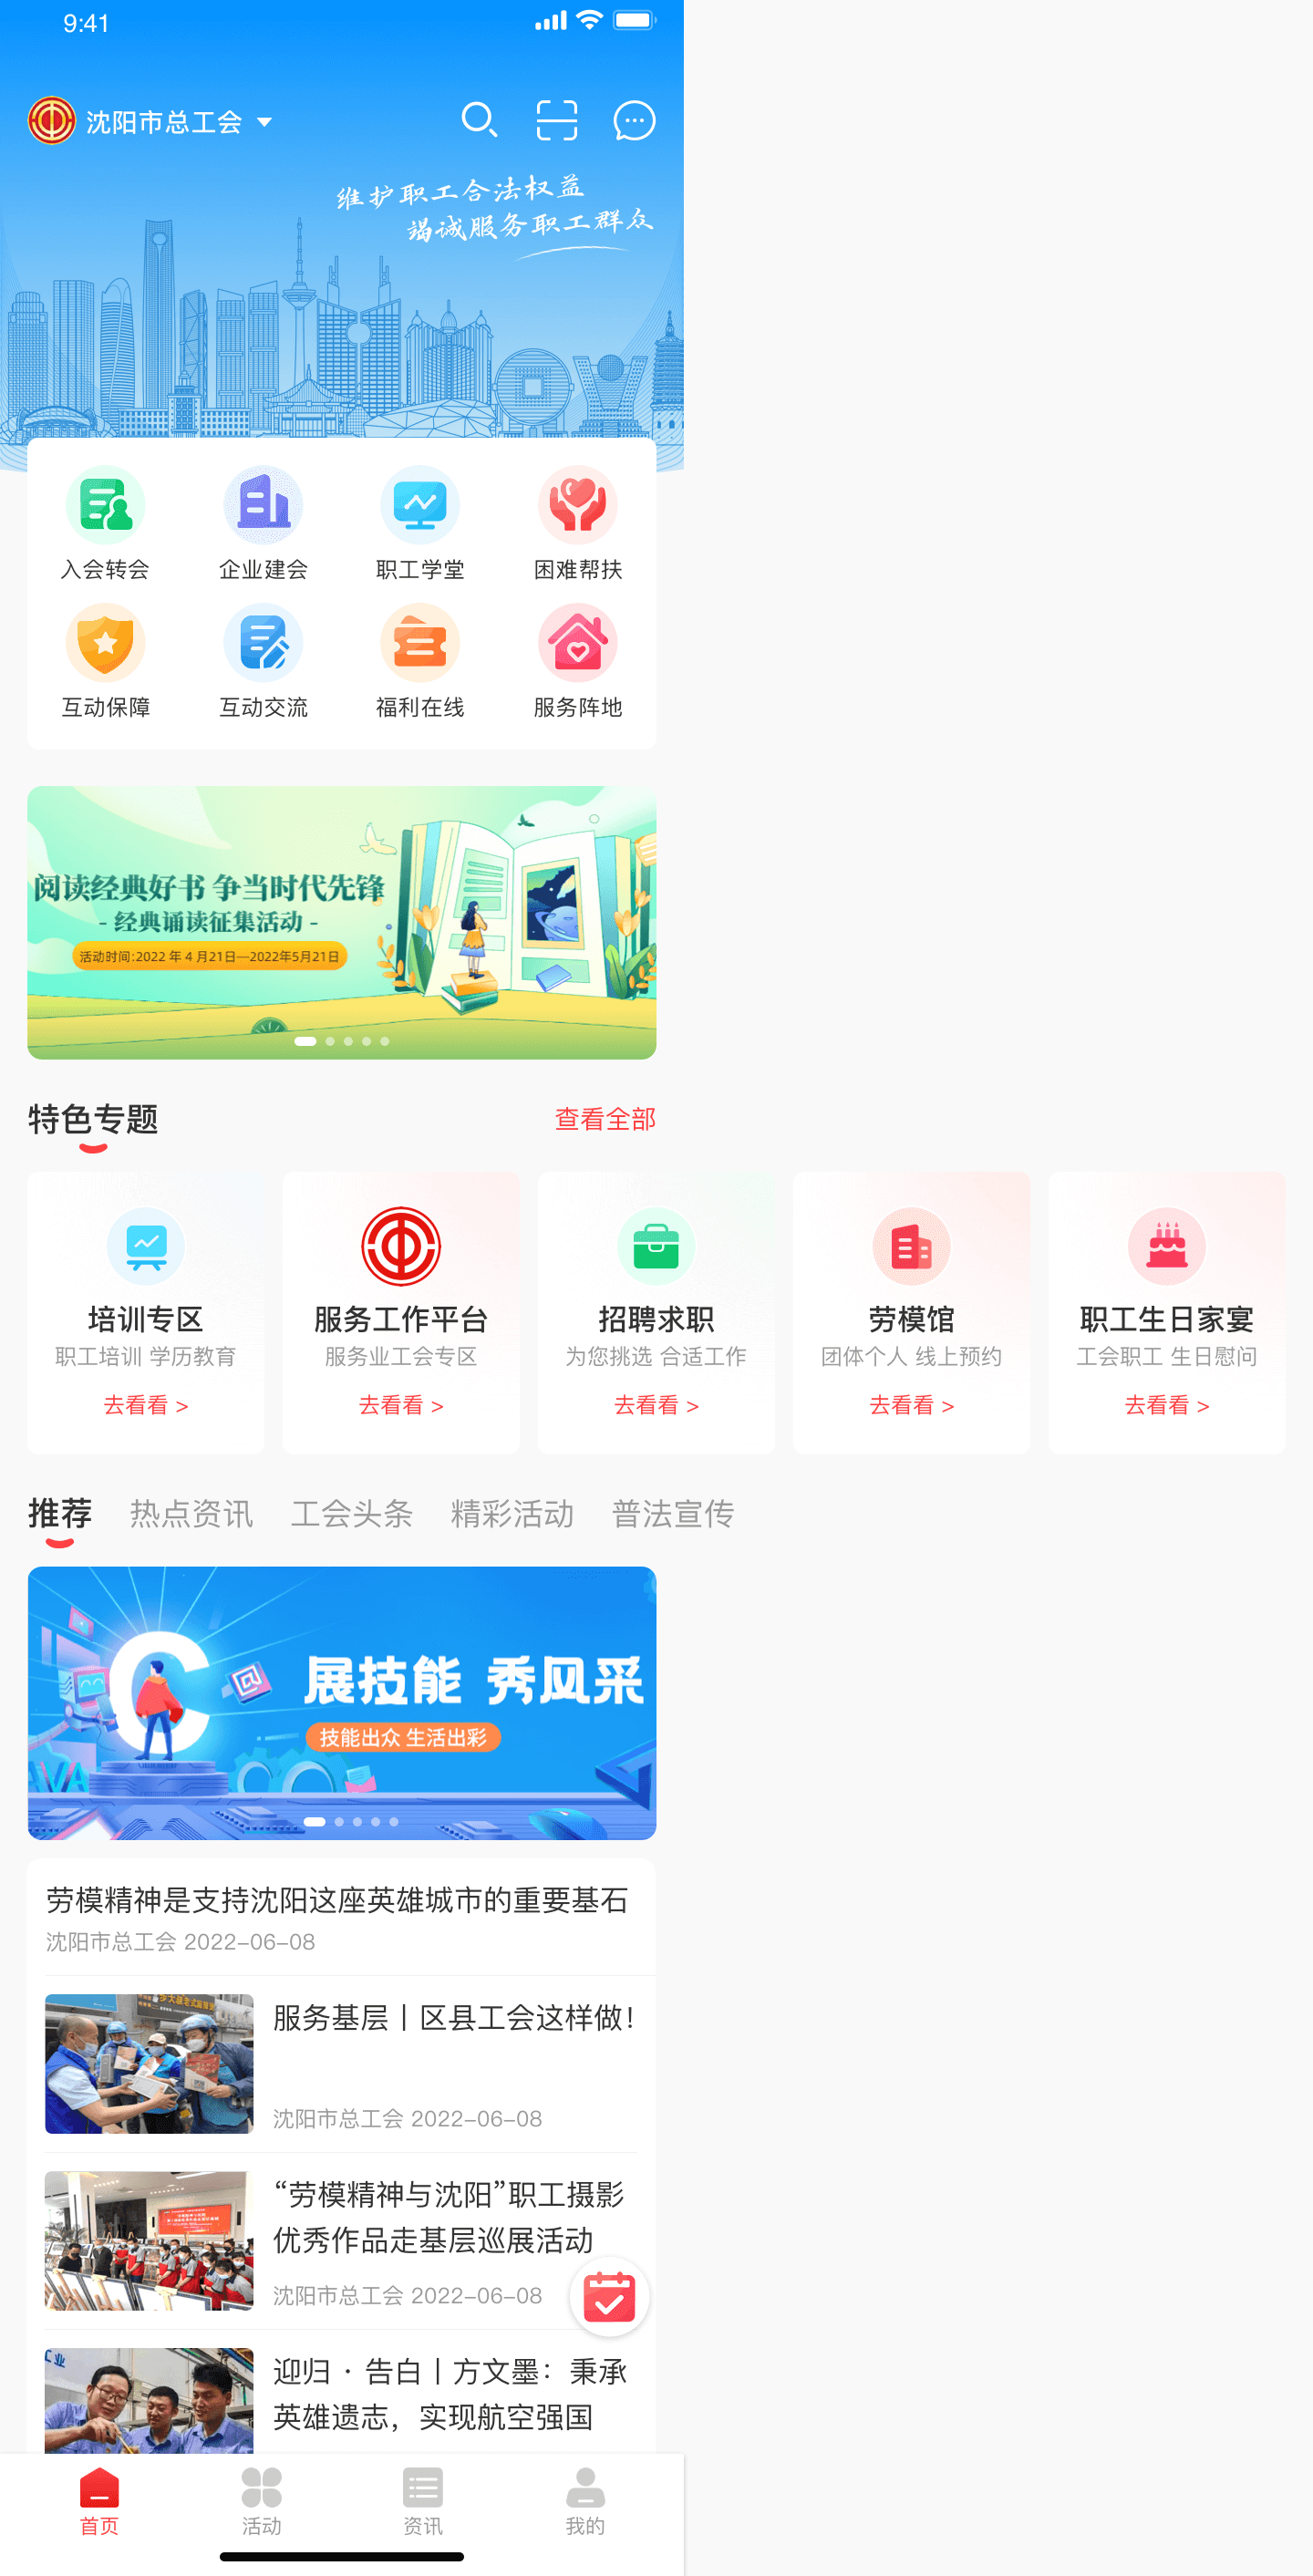 9:41
沈阳市总工会
维护职工合法权益
竭诚服务职工群众
入会转会
企业建会
职工学堂
困难帮扶
互动保障
互动交流
福利在线
服务阵地
阅读经典好书 争当时代先锋
- 经典诵读征集活动 -
活动时间:2022 年 4 月21日—2022年5月21日
特色专题
查看全部
培训专区
职工培训 学历教育
去看看 >
服务工作平台
服务业工会专区
去看看 >
招聘求职
为您挑选 合适工作
去看看 >
劳模馆
团体个人 线上预约
去看看 >
职工生日家宴
工会职工 生日慰问
去看看 >
推荐
热点资讯
工会头条
精彩活动
普法宣传
展技能 秀风采
技能出众 生活出彩
劳模精神是支持沈阳这座英雄城市的重要基石
沈阳市总工会 2022-06-08
服务基层丨区县工会这样做！
沈阳市总工会 2022-06-08
“劳模精神与沈阳”职工摄影
优秀作品走基层巡展活动
沈阳市总工会 2022-06-08
迎归 · 告白丨方文墨：秉承
英雄遗志，实现航空强国
首页
活动
资讯
我的